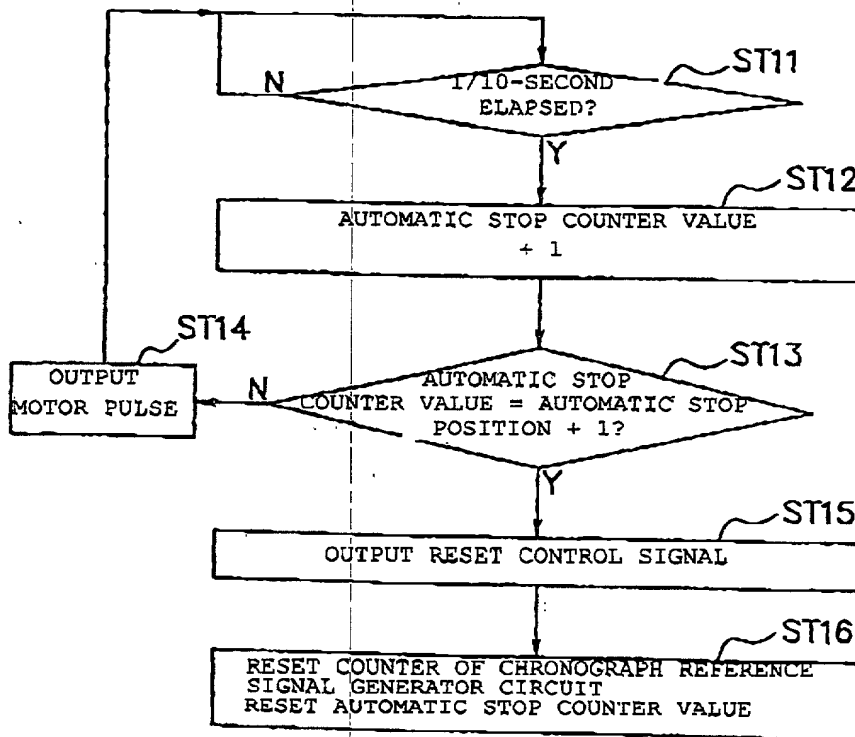 ST11
N
1/10-SECOND
ELAPSED?
Y
ST12
AUTOMATIC STOP COUNTER VALUE
+ 1
ST14
ST13
OUTPUT
MOTOR PULSE
N
AUTOMATIC STOP
COUNTER VALUE = AUTOMATIC STOP
POSITION + 1?
Y
ST15
OUTPUT RESET CONTROL SIGNAL
ST16
RESET COUNTER OF CHRONOGRAPH REFERENCE
SIGNAL GENERATOR CIRCUIT
RESET AUTOMATIC STOP COUNTER VALUE